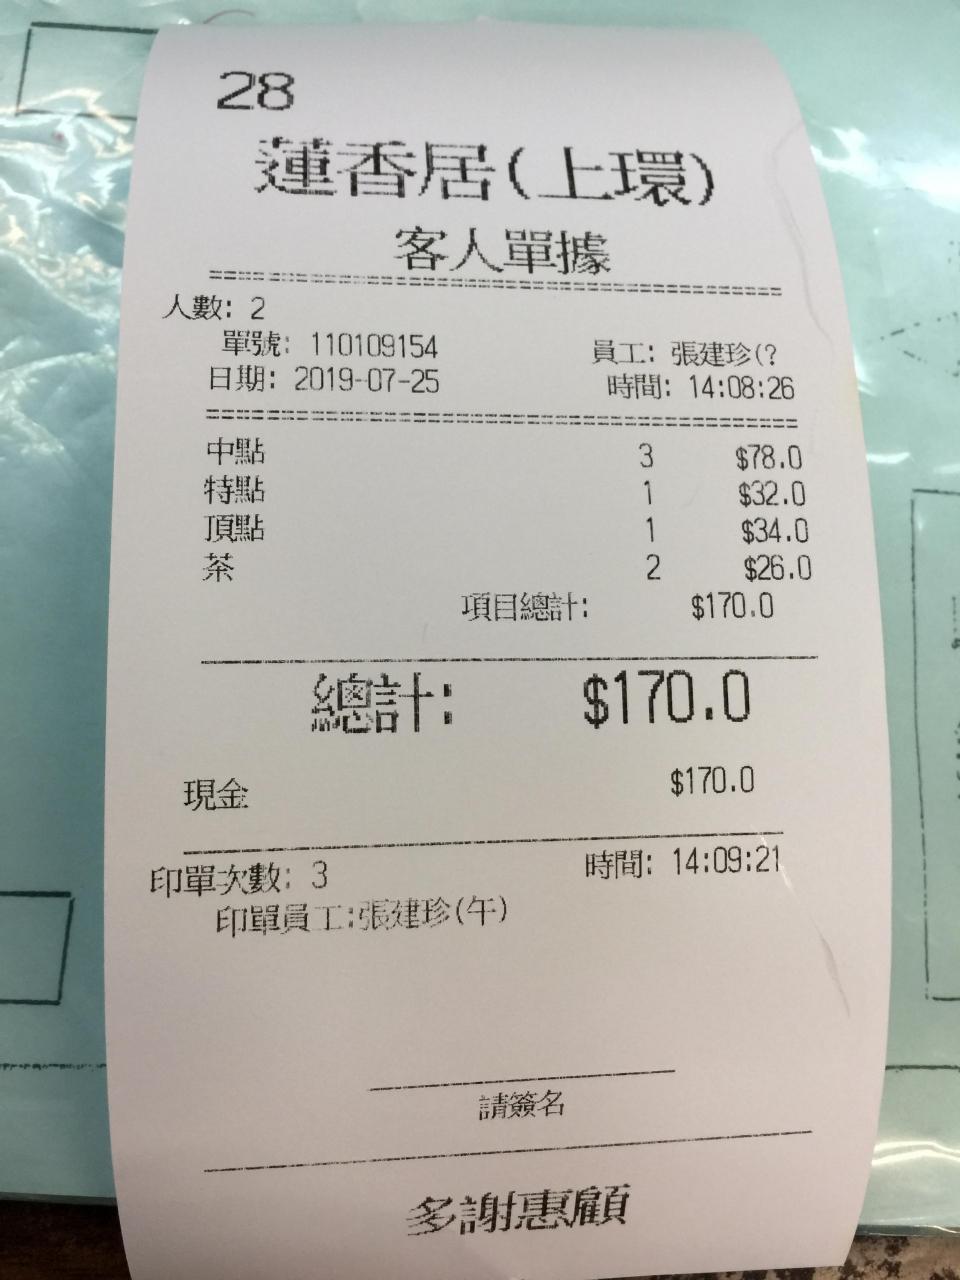 28
蓮香居(上環)
客人單據
人數: 2
單號: 110109154 員工: 張建珍(?
日期: 2019-07-25 時間: 14:08:26
中點 3 $78.0
特點 1 $32.0
頂點 1 $34.0
茶 2 $26.0
項目總計: $170.0
總計: $170.0
現金 $170.0
印單次數: 3 時間: 14:09:21
印單員工:張建珍(午)
請簽名
多謝惠顧